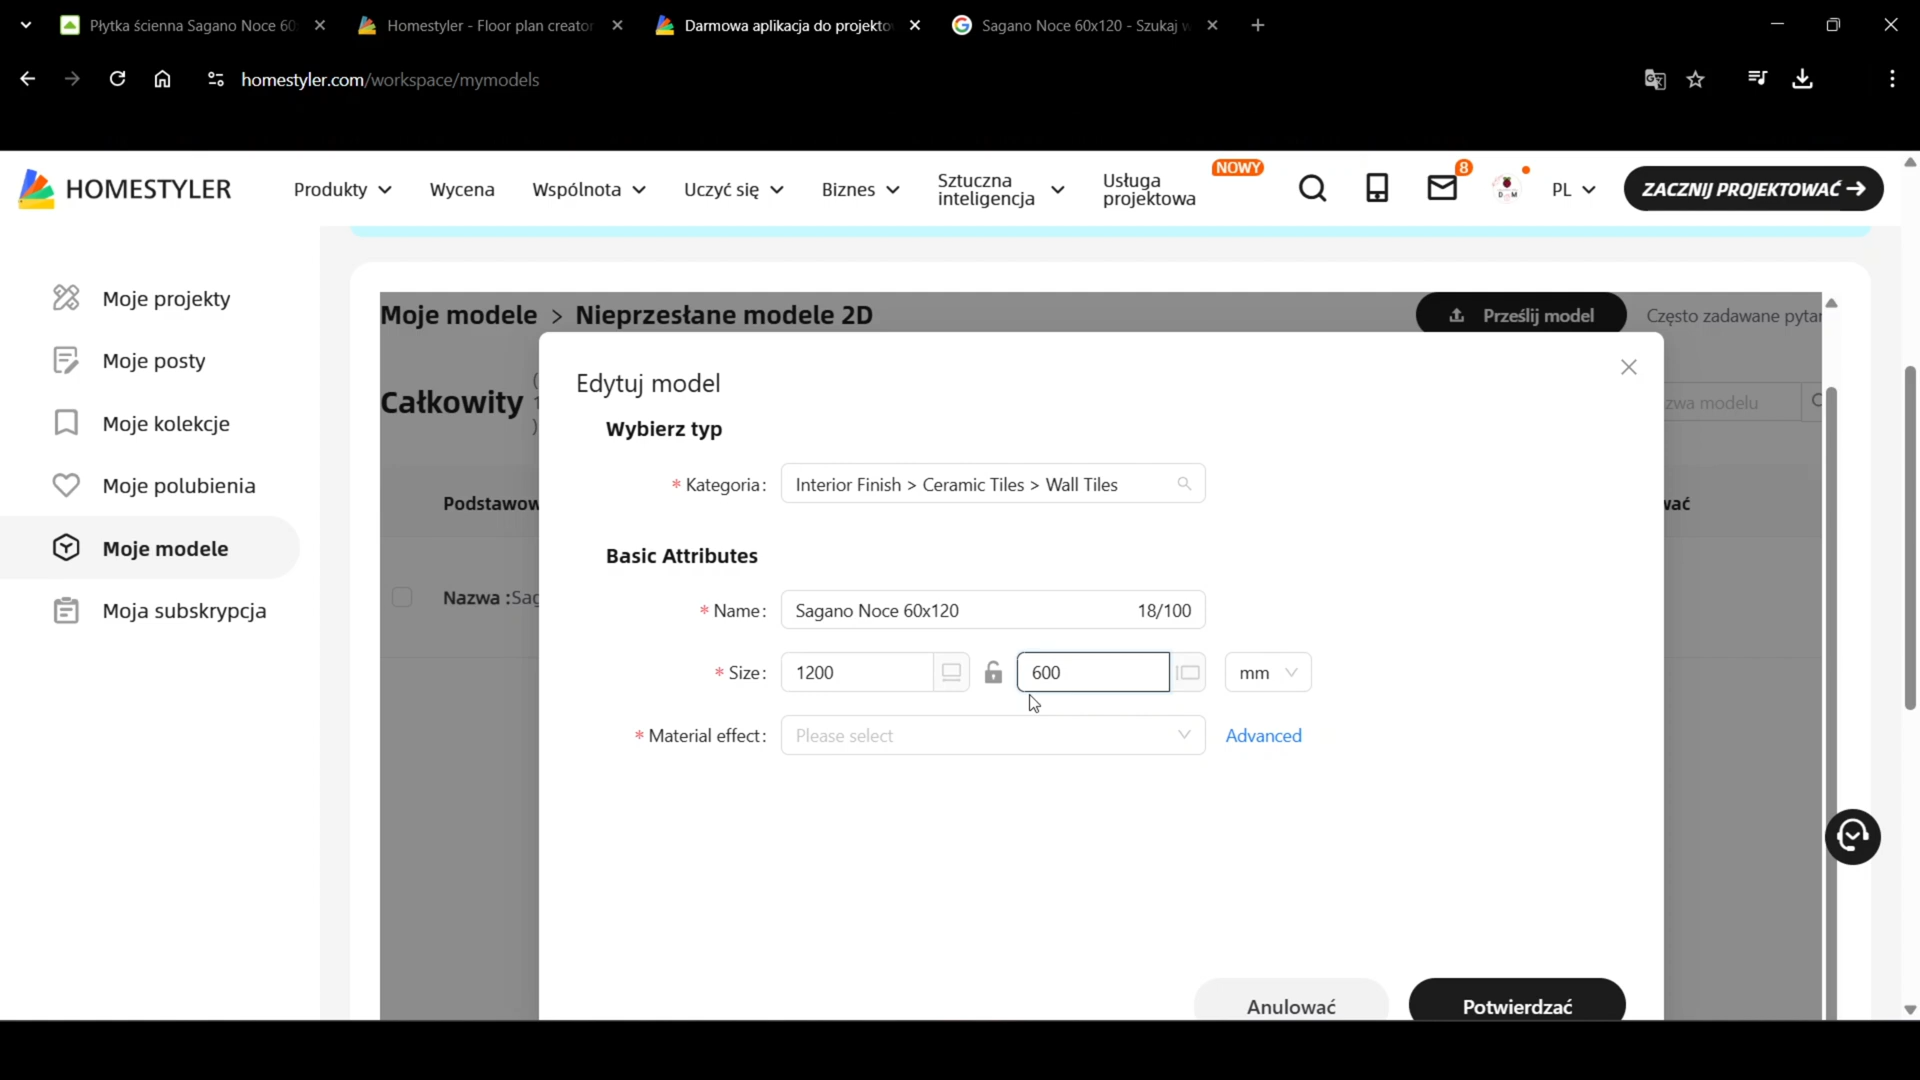 Płytka ścienna Sagano Noce 60
Homestyler - Floor plan creator
Darmowa aplikacja do projekto
Sagano Noce 60x120 - Szukaj w
homestyler.com/workspace/mymodels
HOMESTYLER
Produkty
Wycena
Wspólnota
Uczyć się
Biznes
Sztuczna
inteligencja
Usługa
projektowa
NOWY
8
PL
ZACZNIJ PROJEKTOWAĆ
Moje projekty
Moje posty
Moje kolekcje
Moje polubienia
Moje modele
Moja subskrypcja
Moje modele > Nieprzesłane modele 2D
Prześlij model
Często zadawane pytan
Całkowity
zwa modelu
Podstawow
wać
Nazwa :Sag
Edytuj model
Wybierz typ
* Kategoria: Interior Finish > Ceramic Tiles > Wall Tiles
Basic Attributes
* Name: Sagano Noce 60x120 18/100
* Size: 1200 600 mm
* Material effect: Please select Advanced
Anulować
Potwierdzać